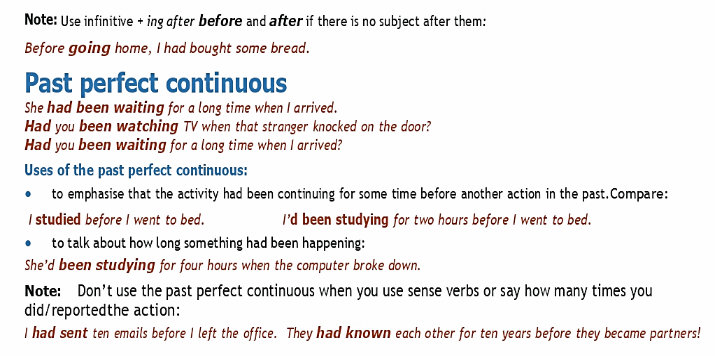 Note: Use infinitive + ing after before and after if there is no subject after them:
Before going home, I had bought some bread.
Past perfect continuous
She had been waiting for a long time when I arrived.
Had you been watching TV when that stranger knocked on the door?
Had you been waiting for a long time when I arrived?
Uses of the past perfect continuous:
• to emphasise that the activity had been continuing for some time before another action in the past.Compare:
I studied before I went to bed. I'd been studying for two hours before I went to bed.
• to talk about how long something had been happening:
She'd been studying for four hours when the computer broke down.
Note: Don't use the past perfect continuous when you use sense verbs or say how many times you
did/reportedthe action:
I had sent ten emails before I left the office. They had known each other for ten years before they became partners!